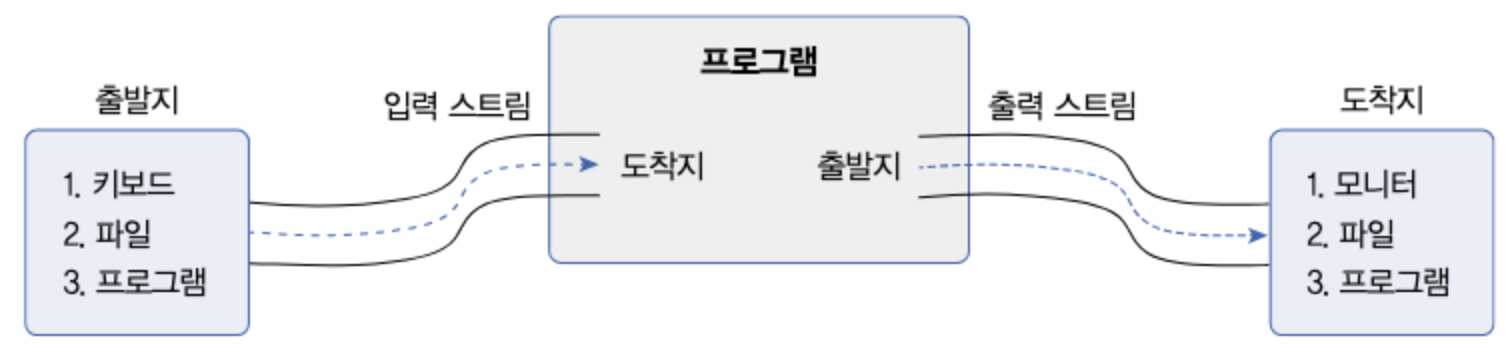 프로그램
출발지
입력 스트림
출력 스트림
도착지
1. 키보드
2. 파일
3. 프로그램
도착지
출발지
1. 모니터
2. 파일
3. 프로그램